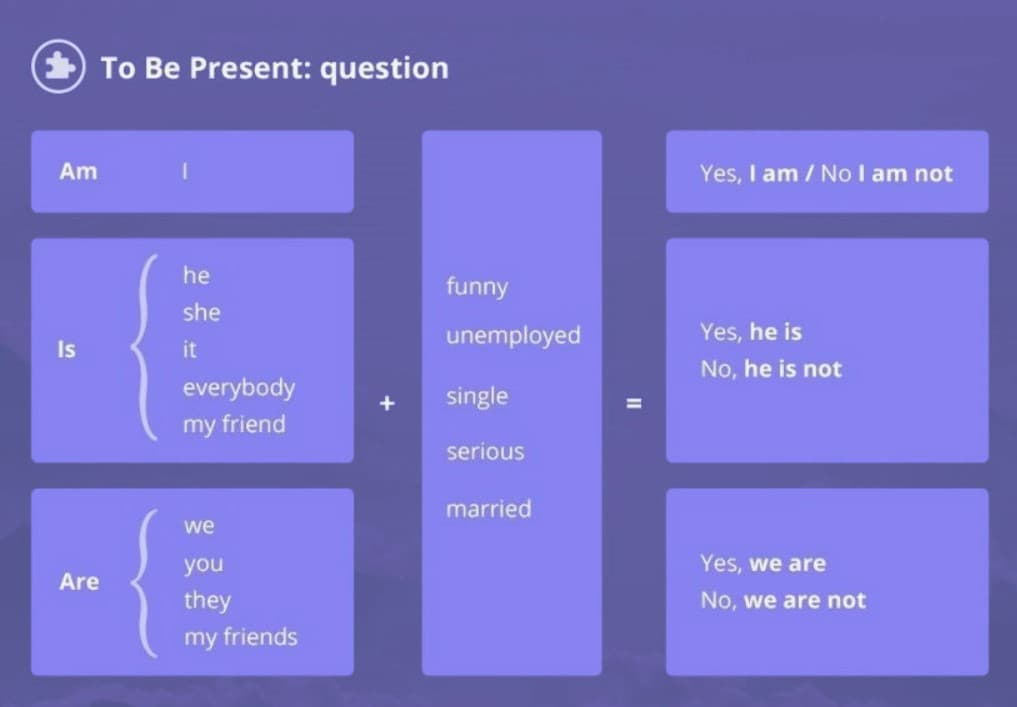 To Be Present: question
Am I
Is
he
she
it
everybody
my friend
Are
we
you
they
my friends
+
funny
unemployed
single
serious
married
=
Yes, I am / No I am not
Yes, he is
No, he is not
Yes, we are
No, we are not